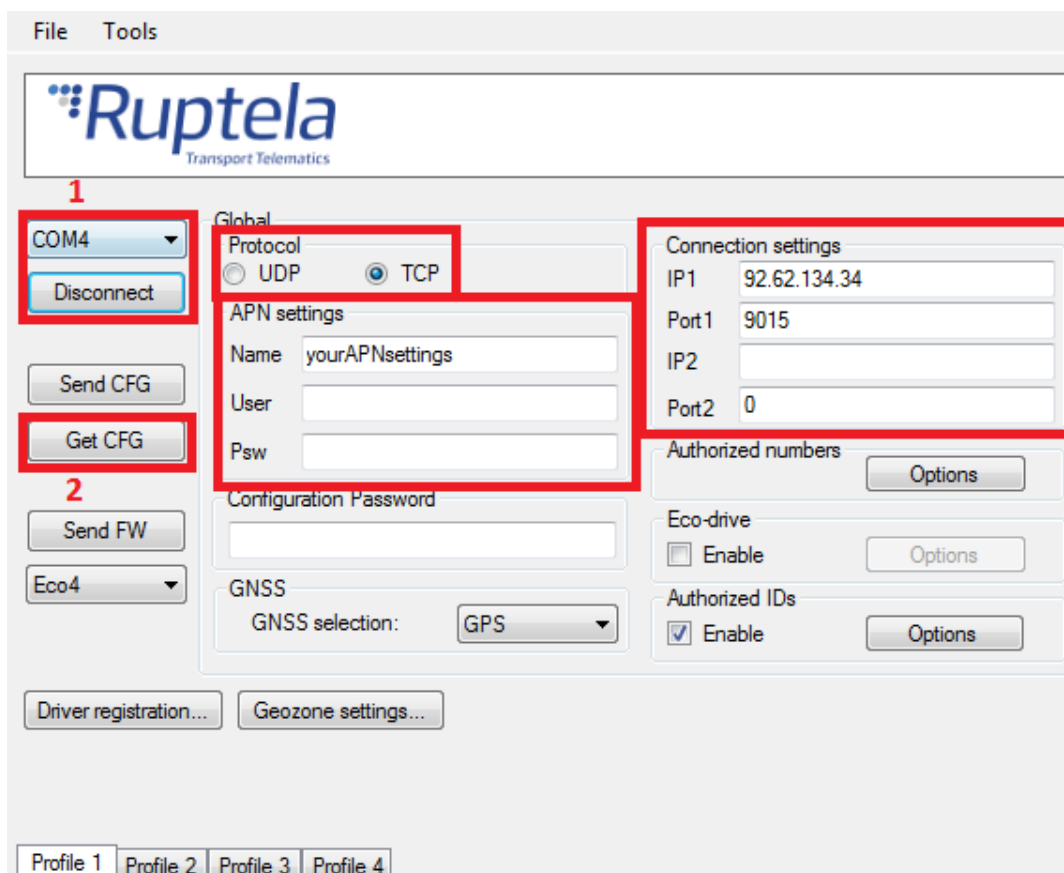 File Tools
Ruptela
Transport Telematics
1
COM4
Disconnect
Send CFG
Get CFG
2
Send FW
Eco4
Global
Protocol
UDP TCP
APN settings
Name yourAPNsettings
User
Psw
Configuration Password
GNSS
GNSS selection: GPS
Connection settings
IP1 92.62.134.34
Port1 9015
IP2
Port2 0
Authorized numbers
Options
Eco-drive
Enable Options
Authorized IDs
Enable Options
Driver registration... Geozone settings...
Profile 1 Profile 2 Profile 3 Profile 4